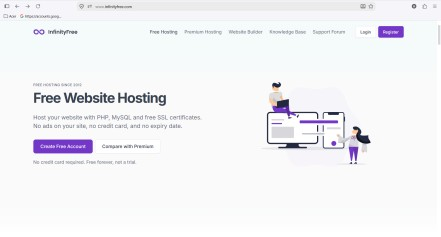 www.infinityfree.com
Acer
https://accounts.goog...
InfinityFree
Free Hosting
Premium Hosting
Website Builder
Knowledge Base
Support Forum
Login
Register
FREE HOSTING SINCE 2012
Free Website Hosting
Host your website with PHP, MySQL and free SSL certificates.
No ads on your site, no credit card, and no expiry date.
Create Free Account
Compare with Premium
No credit card required. Free forever, not a trial.